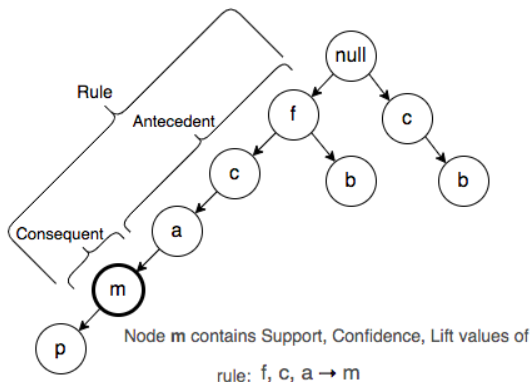 null
Rule
f
c
Antecedent
c
b
b
a
Consequent
m
Node m contains Support, Confidence, Lift values of
p
rule: f, c, a → m